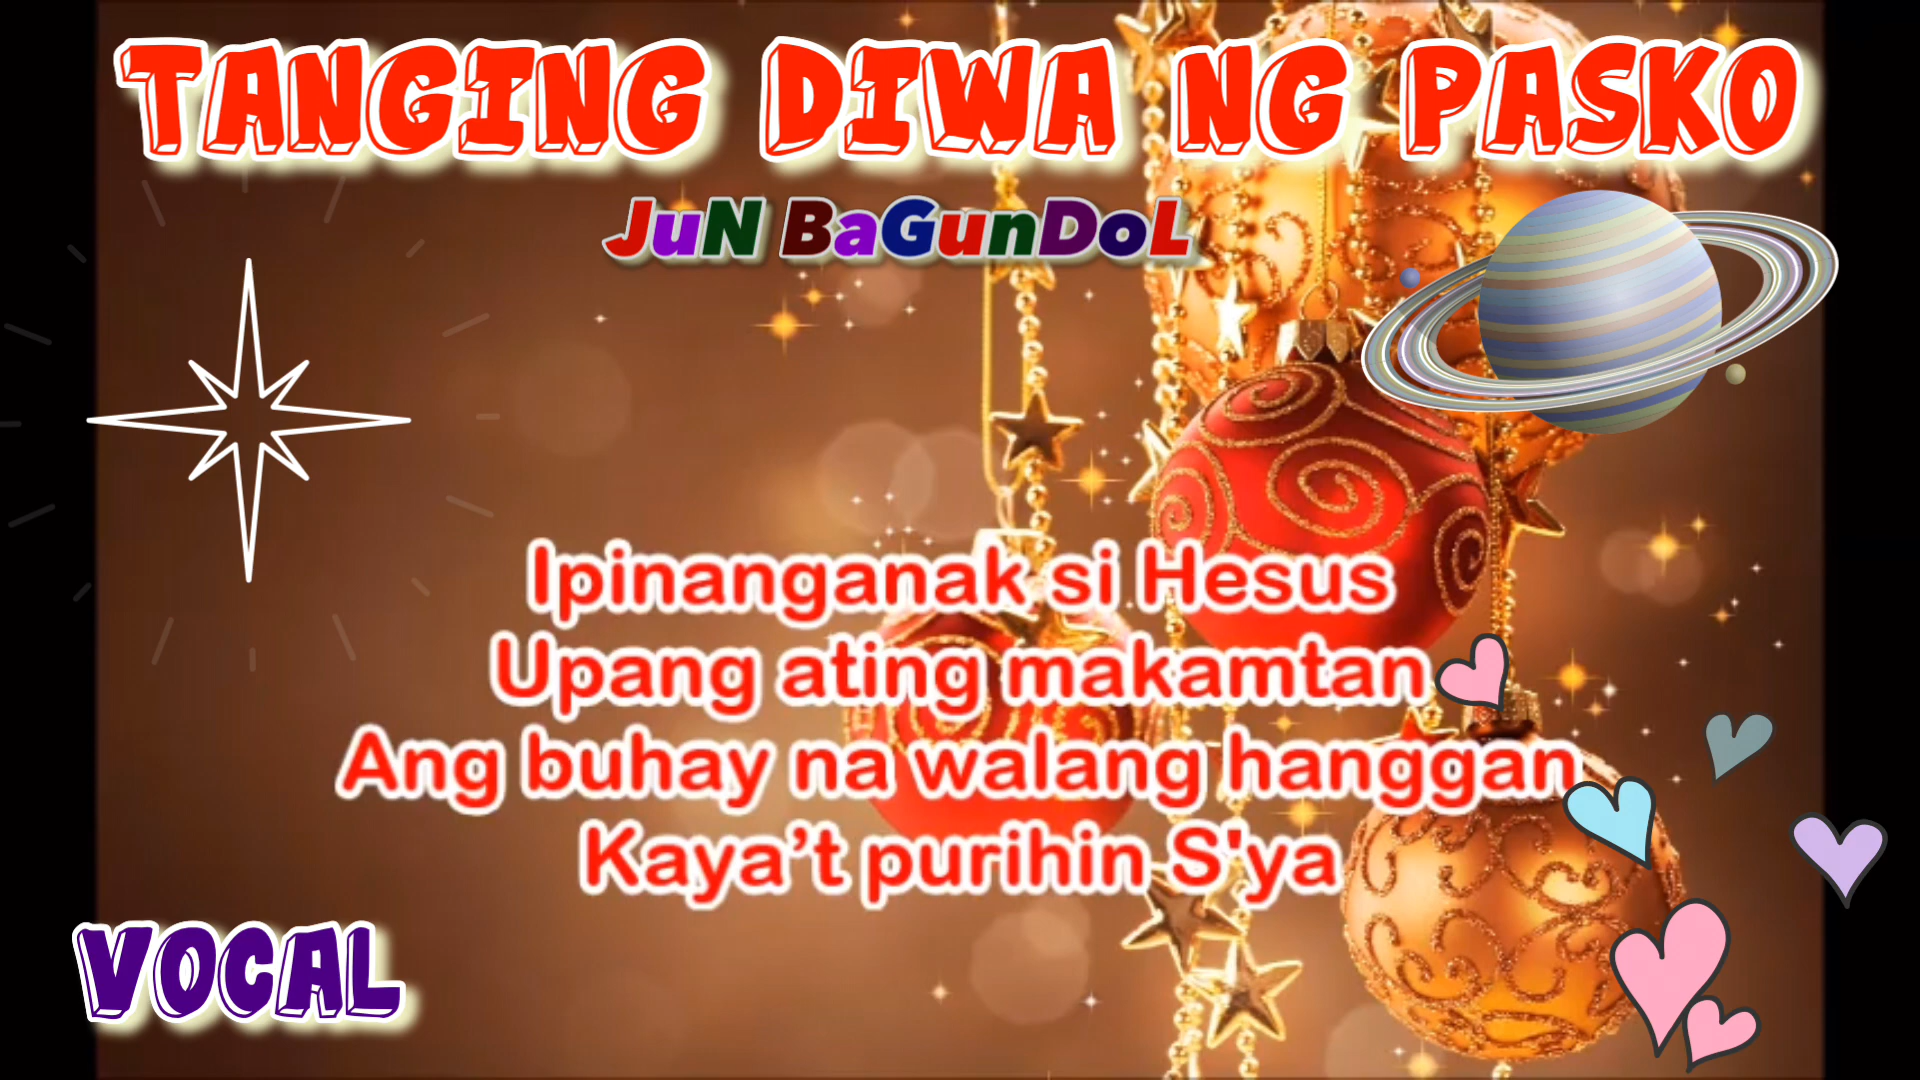 TANGING DIWA NG PASKO
JuN BaGunDoL
Ipinanganak si Hesus
Upang ating makamtan
Ang buhay na walang hanggan
Kaya’t purihin S'ya
VOCAL